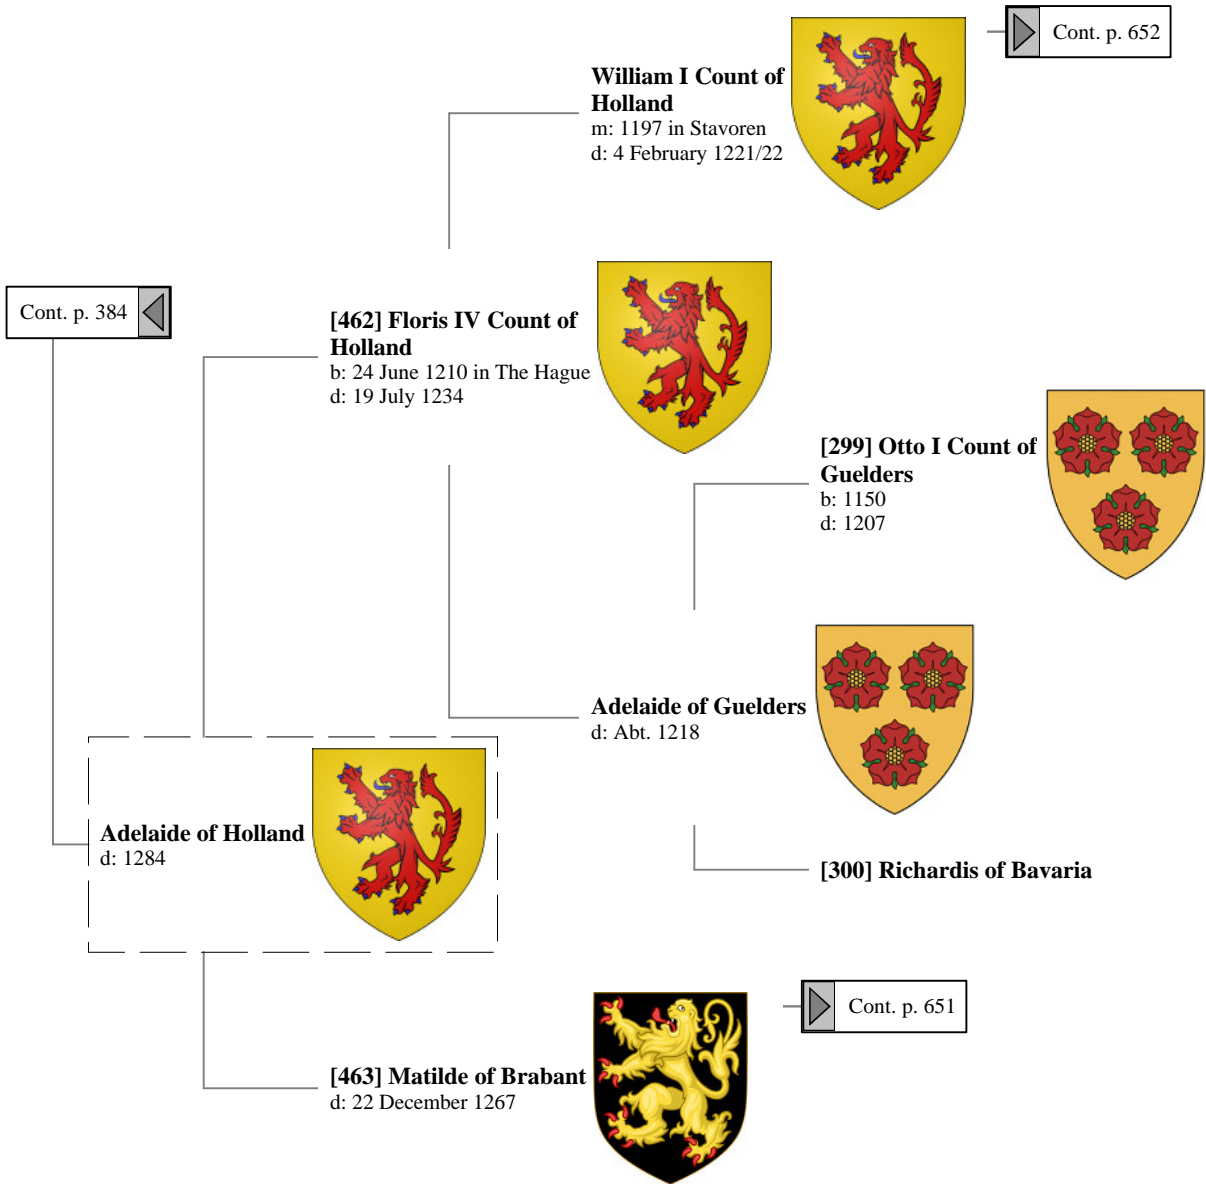 Cont. p. 652
William I Count of
Holland
m: 1197 in Stavoren
d: 4 February 1221/22
Cont. p. 384
[462] Floris IV Count of
Holland
b: 24 June 1210 in The Hague
d: 19 July 1234
[299] Otto I Count of
Guelders
b: 1150
d: 1207
Adelaide of Guelders
d: Abt. 1218
Adelaide of Holland
d: 1284
[300] Richardis of Bavaria
Cont. p. 651
[463] Matilde of Brabant
d: 22 December 1267